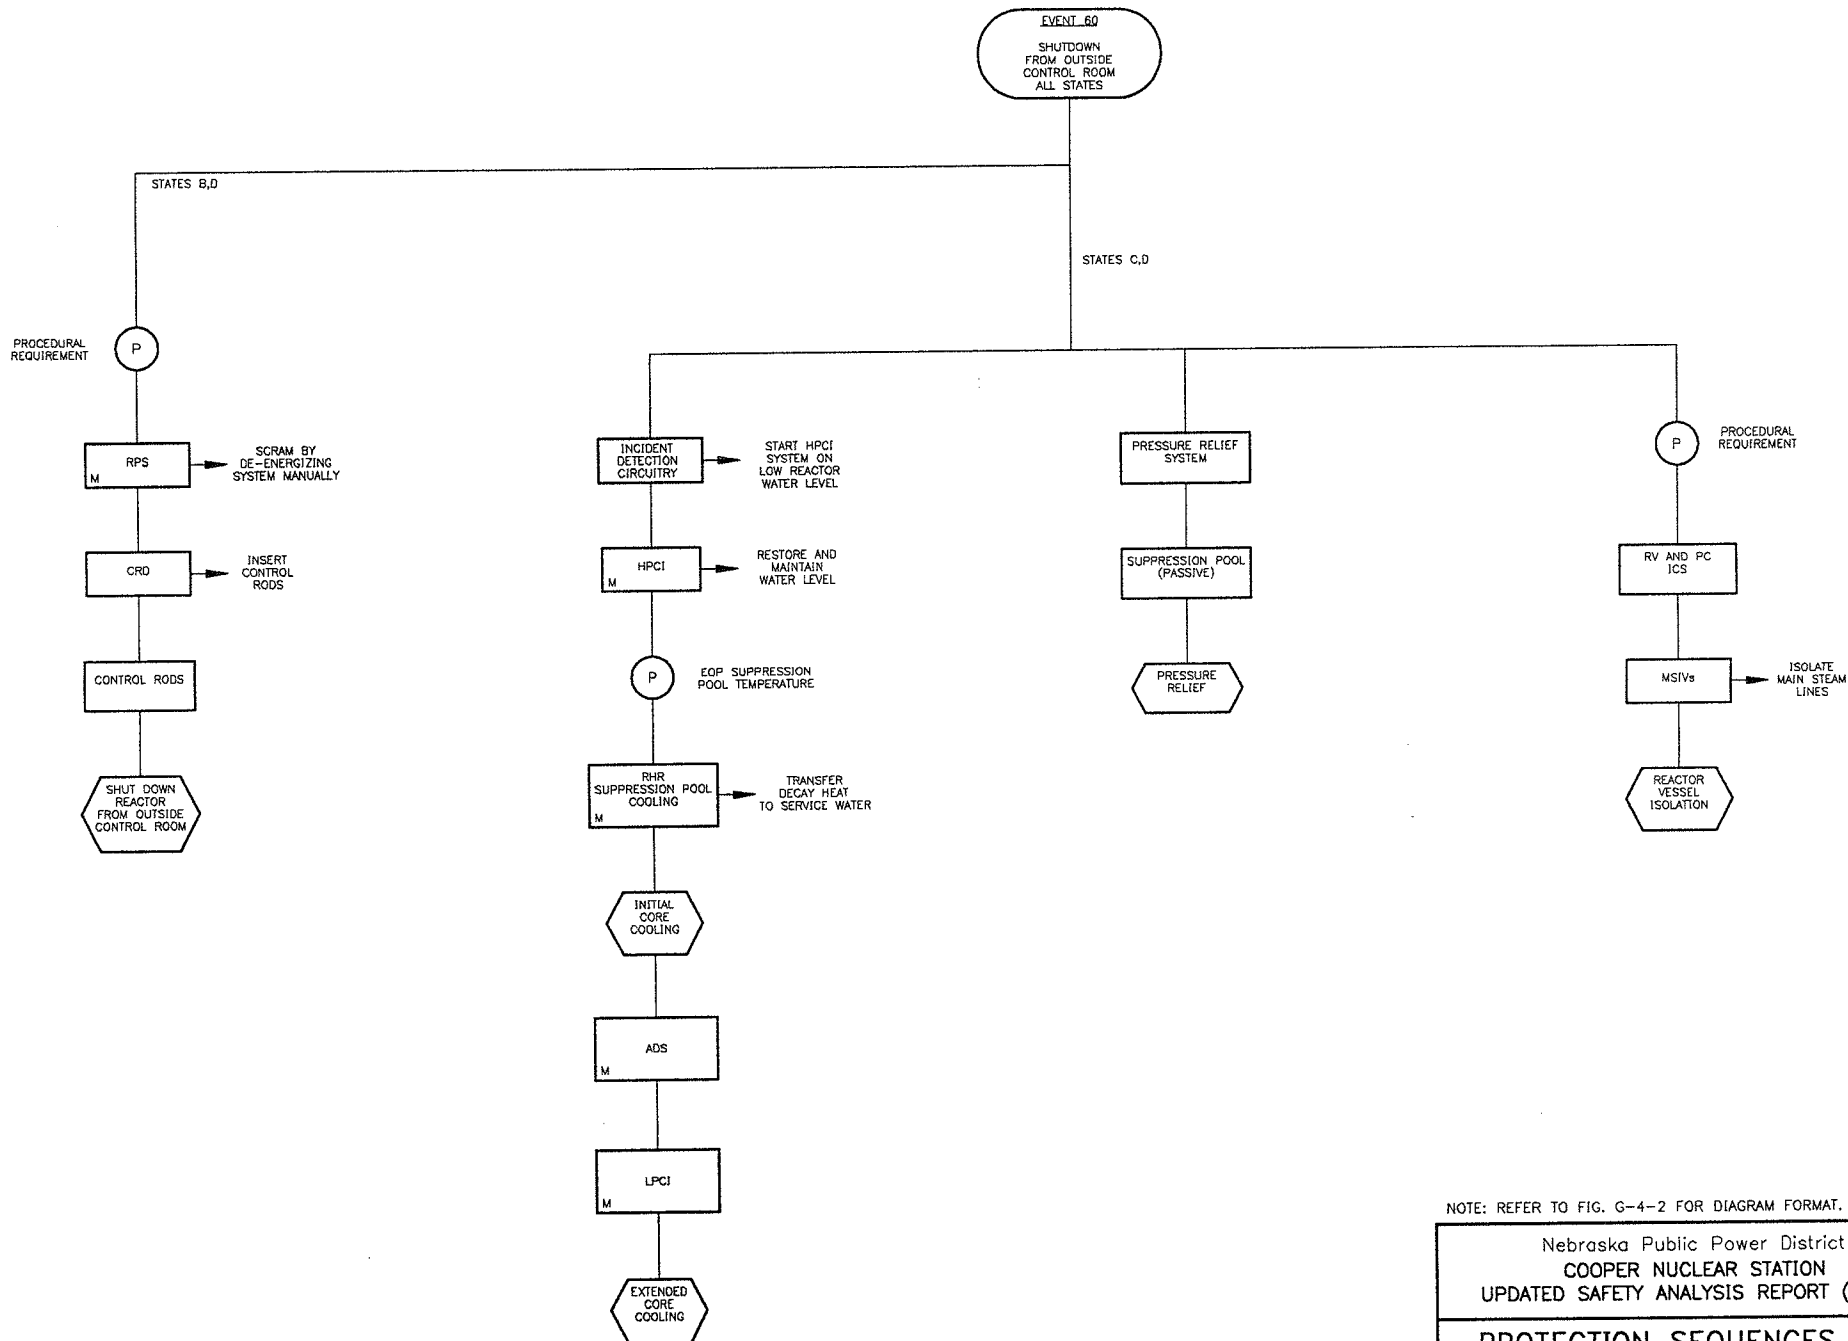 EVENT 60
SHUTDOWN
FROM OUTSIDE
CONTROL ROOM
ALL STATES
STATES B,D
STATES C,D
PROCEDURAL
REQUIREMENT
P
RPS
M
SCRAM BY
DE-ENERGIZING
SYSTEM MANUALLY
CRD
INSERT
CONTROL
RODS
CONTROL RODS
SHUT DOWN
REACTOR
FROM OUTSIDE
CONTROL ROOM
INCIDENT
DETECTION
CIRCUITRY
START HPCI
SYSTEM ON
LOW REACTOR
WATER LEVEL
HPCI
M
RESTORE AND
MAINTAIN
WATER LEVEL
P
EOP SUPPRESSION
POOL TEMPERATURE
RHR
SUPPRESSION POOL
COOLING
M
TRANSFER
DECAY HEAT
TO SERVICE WATER
INITIAL
CORE
COOLING
ADS
M
LPCI
M
EXTENDED
CORE
COOLING
PRESSURE RELIEF
SYSTEM
SUPPRESSION POOL
(PASSIVE)
PRESSURE
RELIEF
P
PROCEDURAL
REQUIREMENT
RV AND PC
ICS
MSIVs
ISOLATE
MAIN STEAM
LINES
REACTOR
VESSEL
ISOLATION
NOTE: REFER TO FIG. G-4-2 FOR DIAGRAM FORMAT.
Nebraska Public Power District
COOPER NUCLEAR STATION
UPDATED SAFETY ANALYSIS REPORT (
PROTECTION SEQUENCES